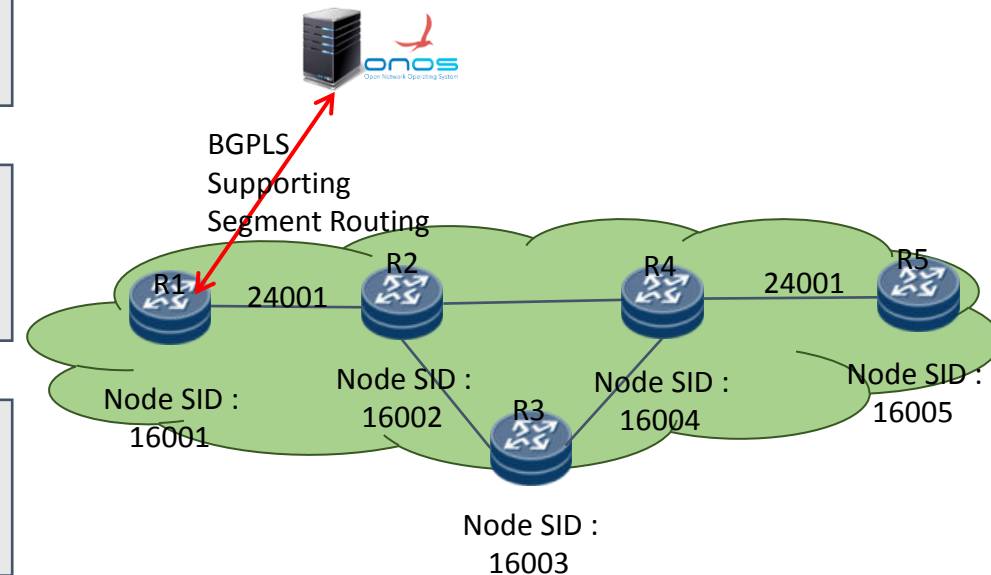 onos
Open Network Operating System
BGPLS
Supporting
Segment Routing
R1
24001
R2
R4
24001
R5
Node SID :
16001
Node SID :
16002
R3
Node SID :
16004
Node SID :
16005
Node SID :
16003